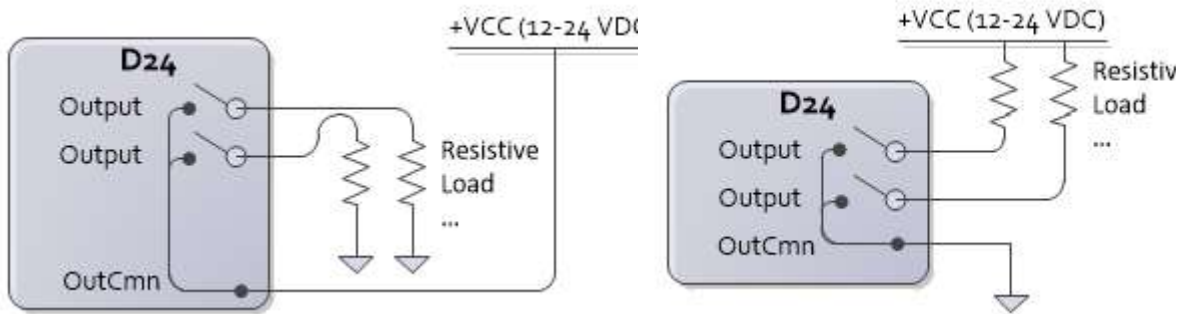 +VCC (12-24 VDC
D24
Output
Output
Resistive
Load
...
OutCmn
+VCC (12-24 VDC)
Resistive
Load
...
D24
Output
Output
OutCmn